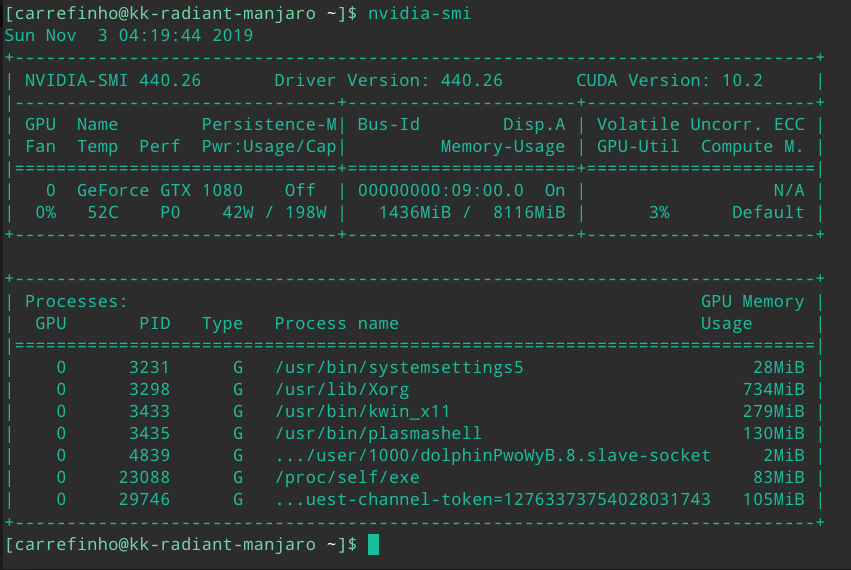 [carrefinho@kk-radiant-manjaro ~]$ nvidia-smi
Sun Nov  3 04:19:44 2019
+-----------------------------------------------------------------------------+
| NVIDIA-SMI 440.26       Driver Version: 440.26       CUDA Version: 10.2     |
|-------------------------------+----------------------+----------------------+
| GPU  Name        Persistence-M| Bus-Id        Disp.A | Volatile Uncorr. ECC |
| Fan  Temp  Perf  Pwr:Usage/Cap|         Memory-Usage | GPU-Util  Compute M. |
|===============================+======================+======================|
|   0  GeForce GTX 1080    Off  | 00000000:09:00.0  On |                  N/A |
| 0%   52C    P0    42W / 198W |   1436MiB /  8116MiB |      3%      Default |
+-------------------------------+----------------------+----------------------+

+-----------------------------------------------------------------------------+
| Processes:                                                       GPU Memory |
|  GPU       PID   Type   Process name                             Usage      |
|=============================================================================|
|    0      3231      G   /usr/bin/systemsettings5                      28MiB |
|    0      3298      G   /usr/lib/Xorg                                734MiB |
|    0      3433      G   /usr/bin/kwin_x11                            279MiB |
|    0      3435      G   /usr/bin/plasmashell                         130MiB |
|    0      4839      G   .../user/1000/dolphinPwoWyB.8.slave-socket     2MiB |
|    0     23088      G   /proc/self/exe                                83MiB |
|    0     29746      G   ...uest-channel-token=12763373754028031743   105MiB |
+-----------------------------------------------------------------------------+
[carrefinho@kk-radiant-manjaro ~]$